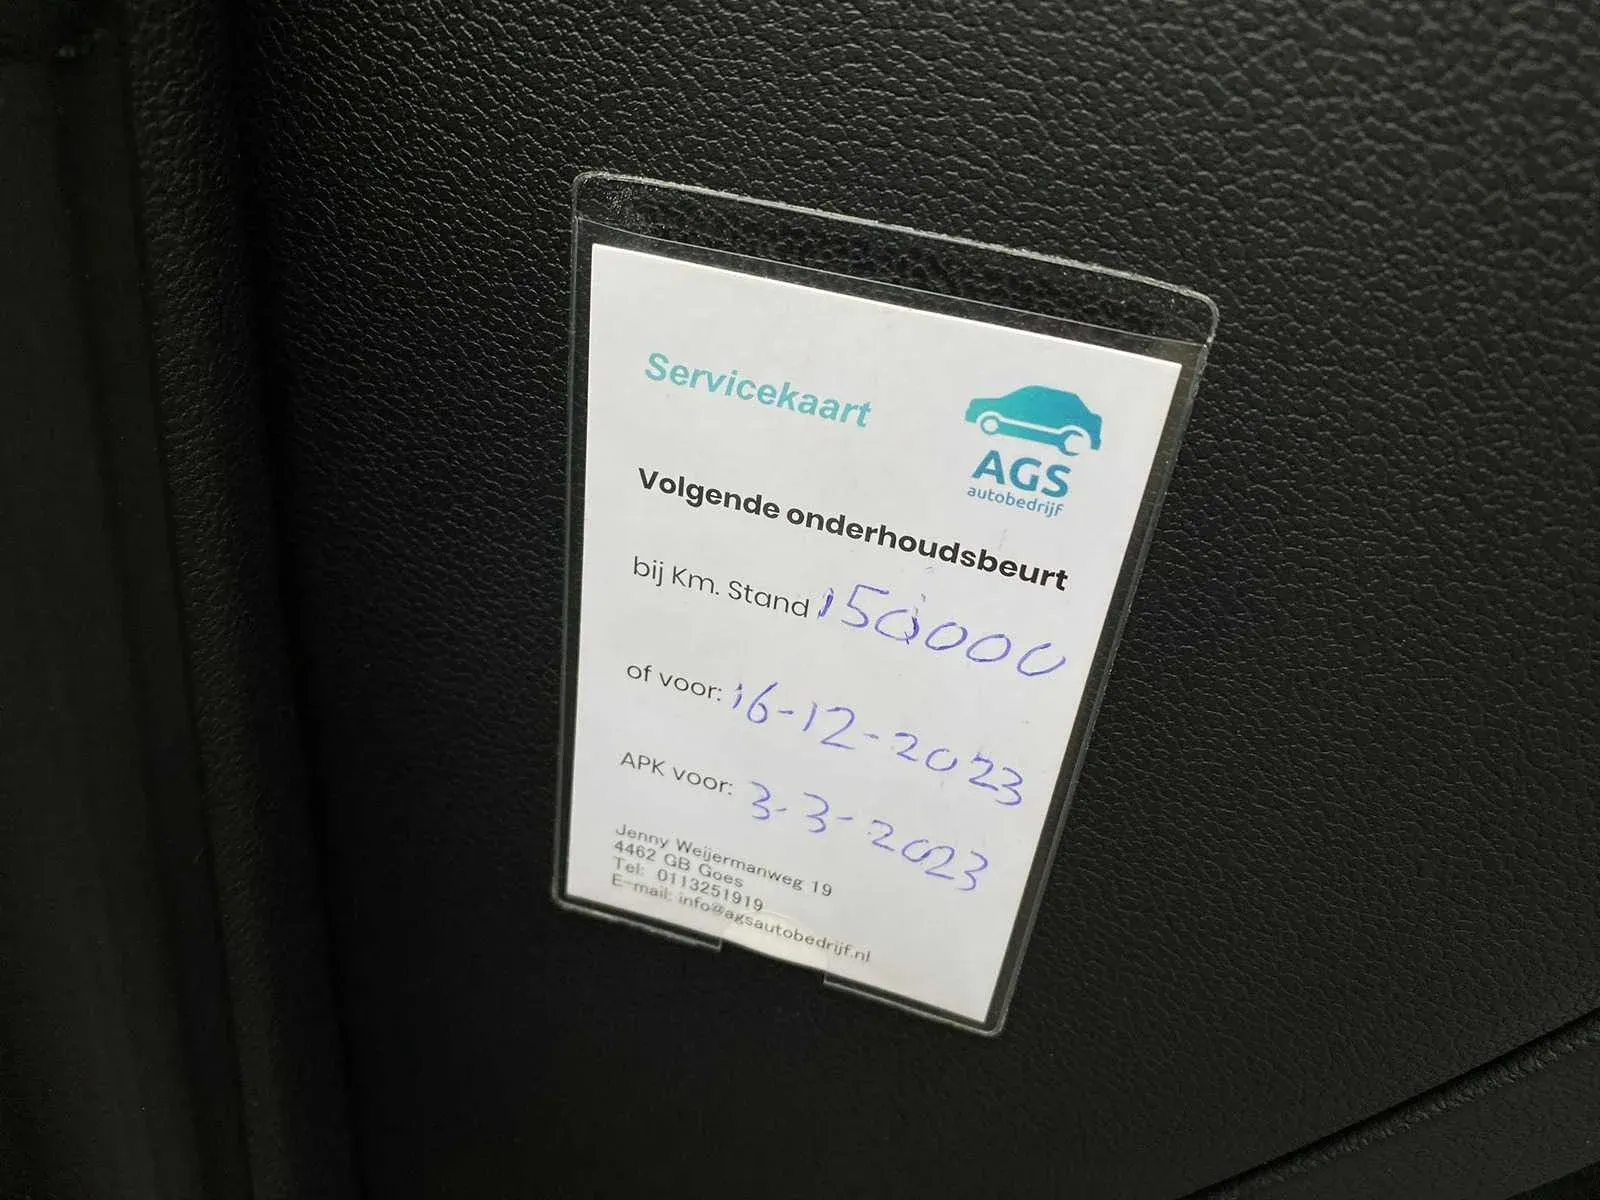 Servicekaart
AGS
autobedrijf
Volgende onderhoudsbeurt
bij Km. Stand 150000
of voor: 16-12-2023
APK voor: 3-3-2023
Jenny Weijermanweg 19
4462 GB Goes
Tel: 0113251919
E-mail: info@agsautobedrijf.nl